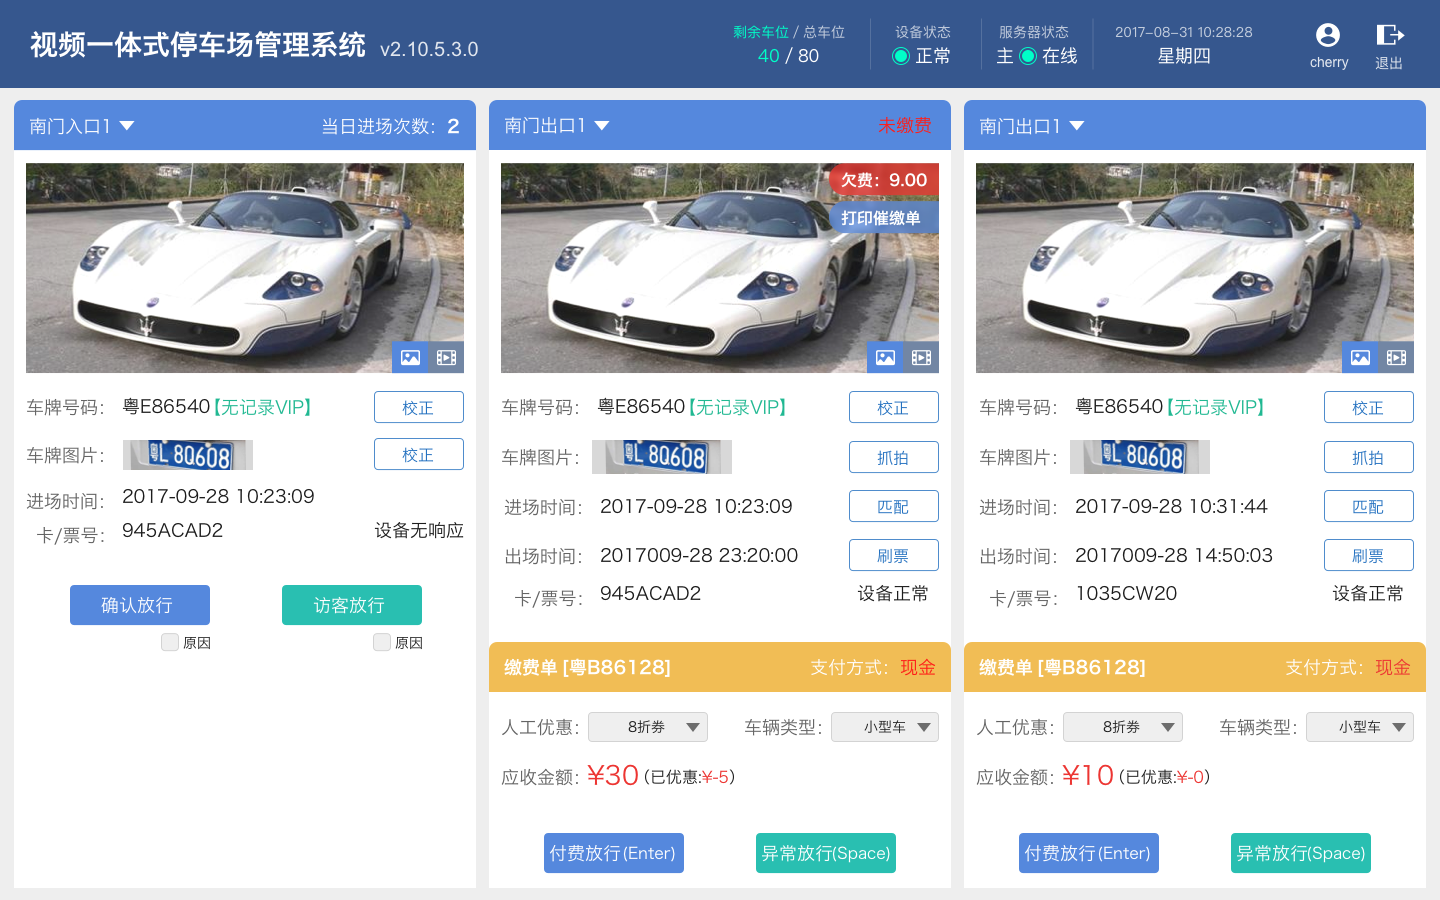 视频一体式停车场管理系统 v2.10.5.3.0
剩余车位 / 总车位
40 / 80
设备状态
正常
服务器状态
主 在线
2017-08-31 10:28:28
星期四
cherry
退出
南门入口1
当日进场次数：2
车牌号码： 粤E86540【无记录VIP】
校正
车牌图片： 粤L 8Q608
校正
进场时间： 2017-09-28 10:23:09
卡/票号： 945ACAD2
设备无响应
确认放行
访客放行
原因
原因
南门出口1
未缴费
欠费：9.00
打印催缴单
车牌号码： 粤E86540【无记录VIP】
校正
车牌图片： 粤L 8Q608
抓拍
进场时间： 2017-09-28 10:23:09
匹配
出场时间： 2017009-28 23:20:00
刷票
卡/票号： 945ACAD2
设备正常
缴费单 [粤B86128]
支付方式：现金
人工优惠： 8折券
车辆类型： 小型车
应收金额：¥30 (已优惠:¥-5)
付费放行(Enter)
异常放行(Space)
南门出口1
车牌号码： 粤E86540【无记录VIP】
校正
车牌图片： 粤L 8Q608
抓拍
进场时间： 2017-09-28 10:31:44
匹配
出场时间： 2017009-28 14:50:03
刷票
卡/票号： 1035CW20
设备正常
缴费单 [粤B86128]
支付方式：现金
人工优惠： 8折券
车辆类型： 小型车
应收金额：¥10 (已优惠:¥-0)
付费放行(Enter)
异常放行(Space)